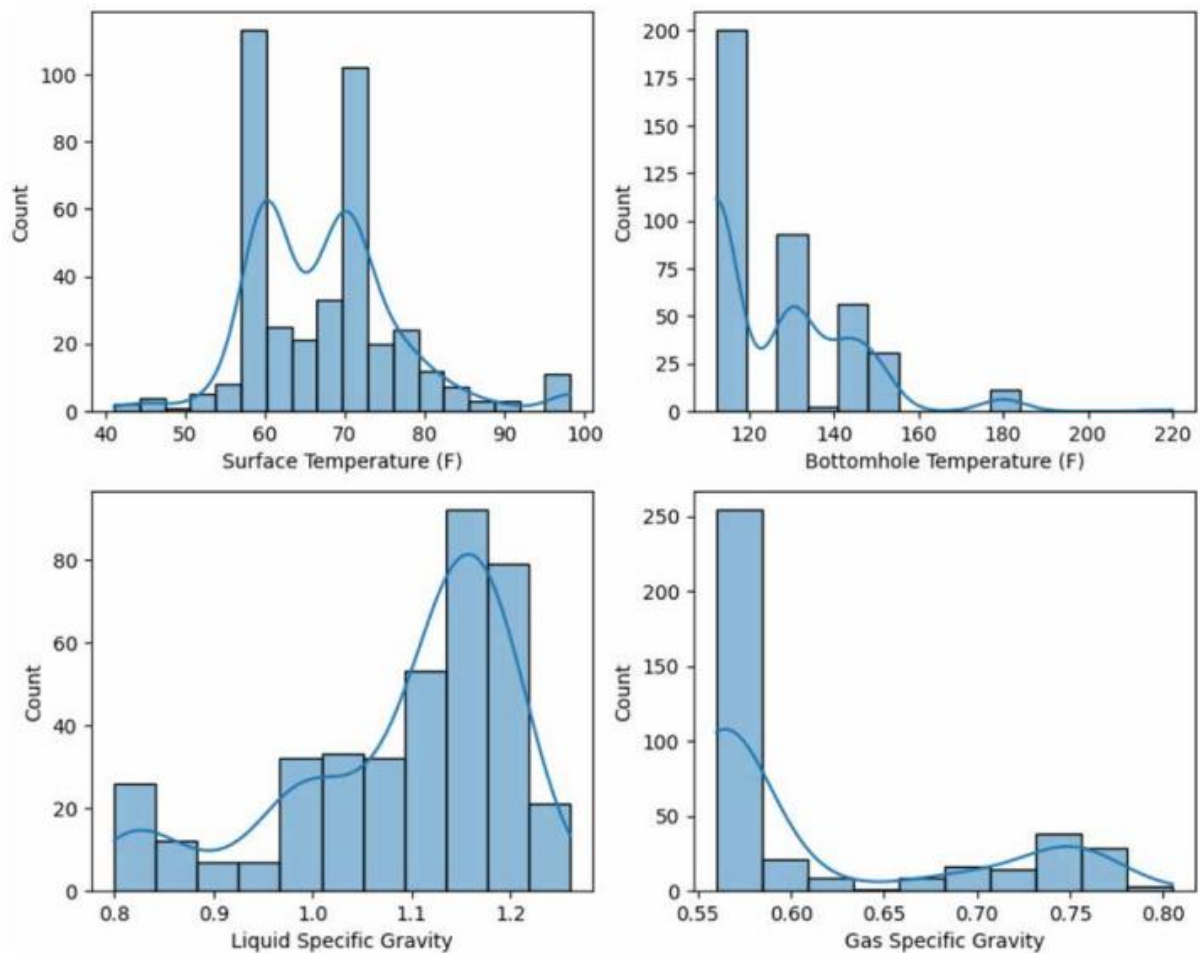 100
80
60
40
20
0
Count
40 50 60 70 80 90 100
Surface Temperature (F)
200
175
150
125
100
75
50
25
0
Count
120 140 160 180 200 220
Bottomhole Temperature (F)
80
60
40
20
0
Count
0.8 0.9 1.0 1.1 1.2
Liquid Specific Gravity
250
200
150
100
50
0
Count
0.55 0.60 0.65 0.70 0.75 0.80
Gas Specific Gravity